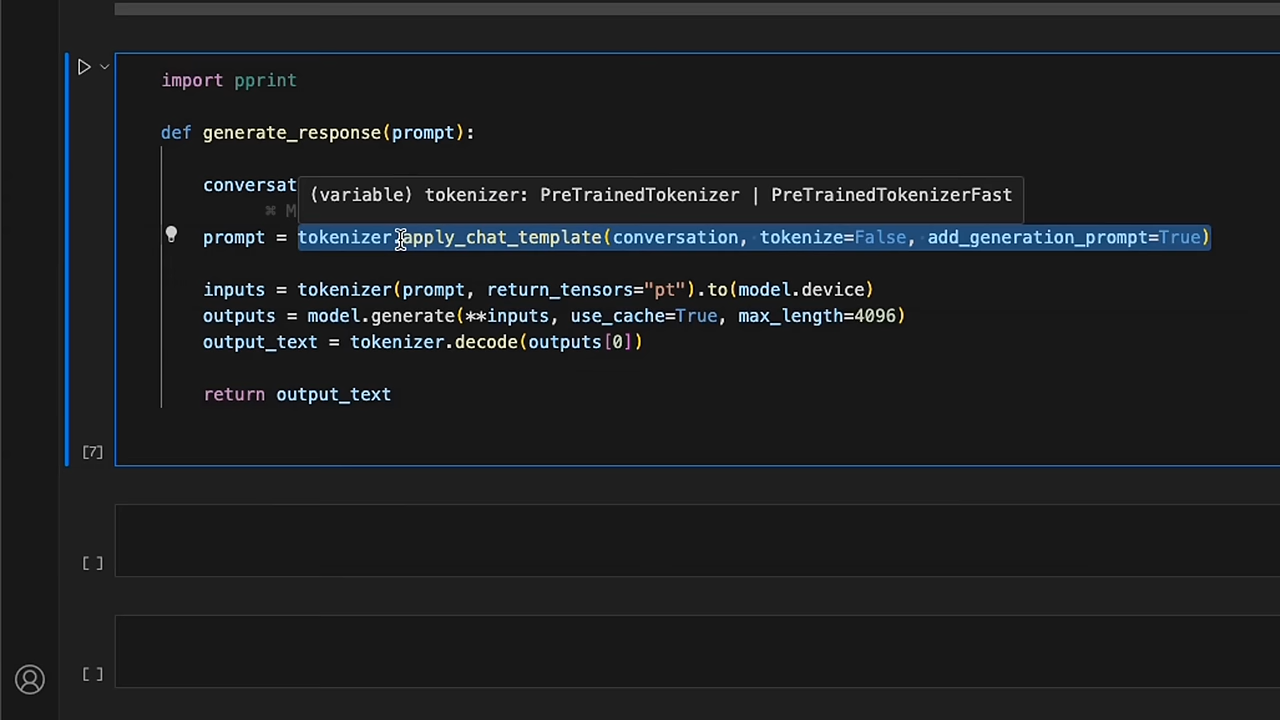 import pprint
def generate_response(prompt):
conversat
(variable) tokenizer: PreTrainedTokenizer | PreTrainedTokenizerFast
⌘ M
prompt = tokenizer.apply_chat_template(conversation, tokenize=False, add_generation_prompt=True)
inputs = tokenizer(prompt, return_tensors="pt").to(model.device)
outputs = model.generate(**inputs, use_cache=True, max_length=4096)
output_text = tokenizer.decode(outputs[0])
return output_text
[7]
[ ]
[ ]